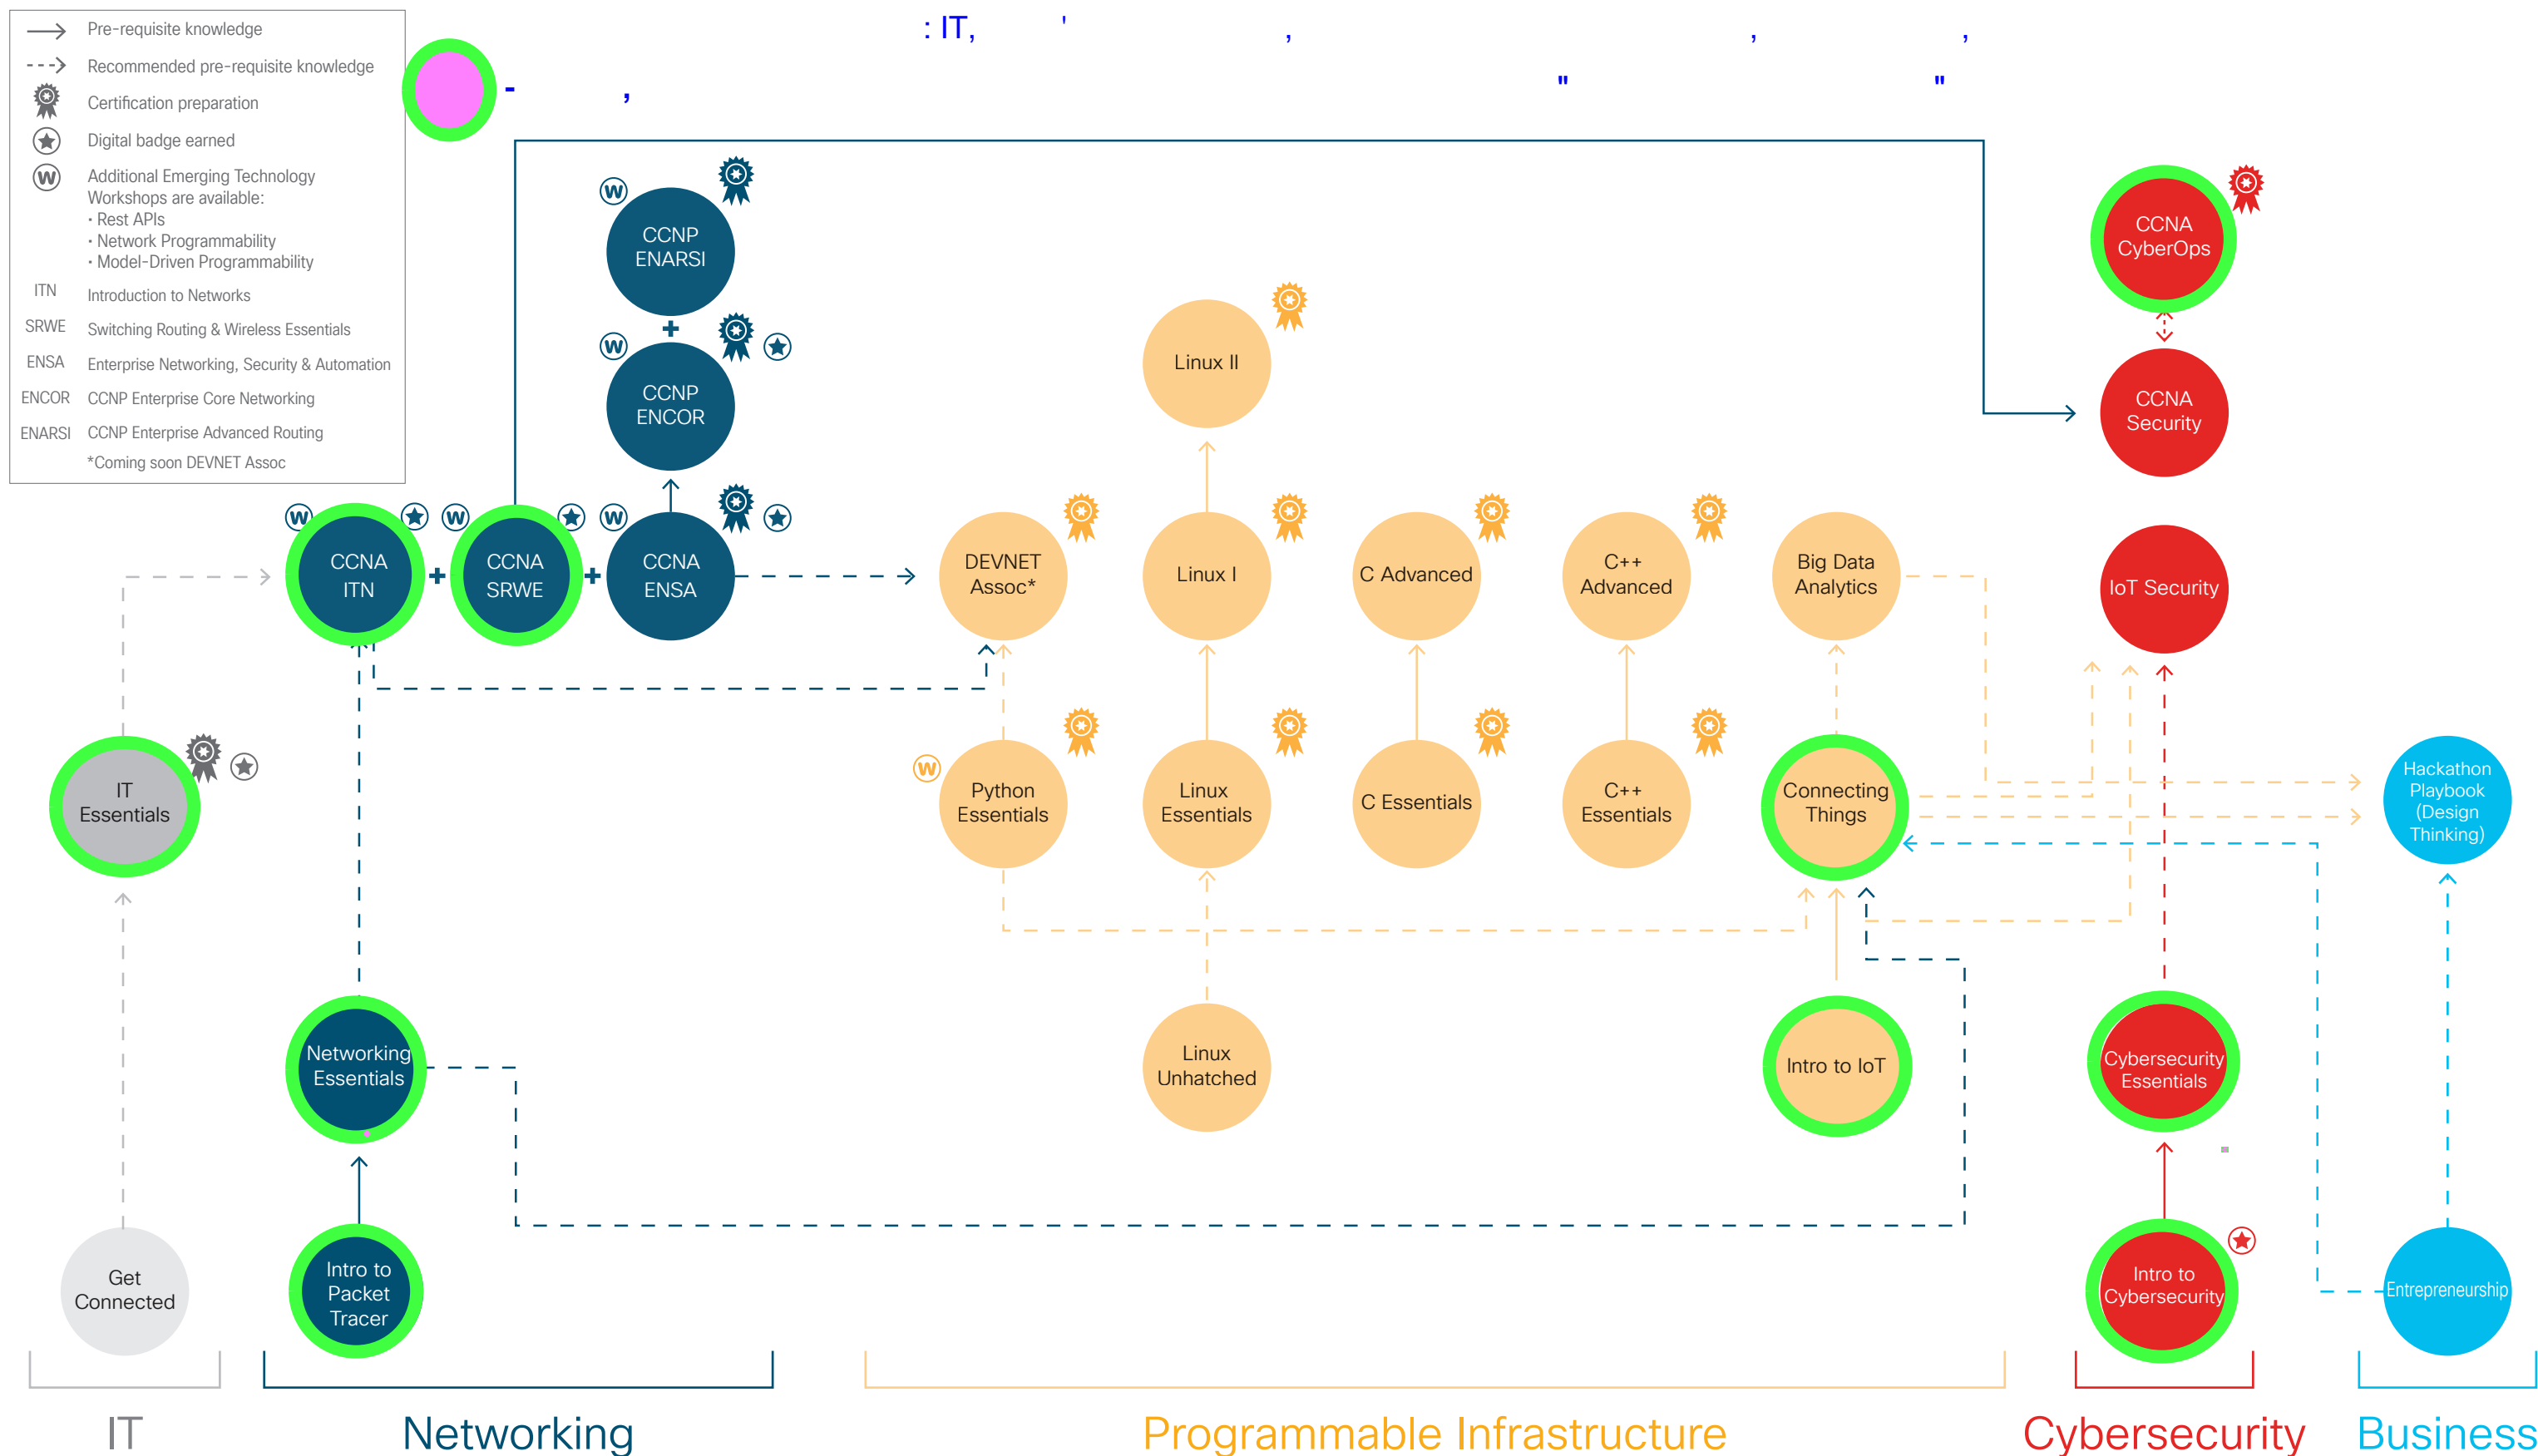 Pre-requisite knowledge
Recommended pre-requisite knowledge
Certification preparation
Digital badge earned
W Additional Emerging Technology
Workshops are available:
· Rest APIs
· Network Programmability
· Model-Driven Programmability
ITN Introduction to Networks
SRWE Switching Routing & Wireless Essentials
ENSA Enterprise Networking, Security & Automation
ENCOR CCNP Enterprise Core Networking
ENARSI CCNP Enterprise Advanced Routing
*Coming soon DEVNET Assoc
: IT, ' , , ,
- , " "
W
CCNP
ENARSI
W
CCNP
ENCOR
W
CCNA
ITN
+
W
CCNA
SRWE
+
W
CCNA
ENSA
+
Linux II
DEVNET
Assoc*
Linux I
C Advanced
C++
Advanced
Big Data
Analytics
CCNA
CyberOps
CCNA
Security
IoT Security
IT
Essentials
W
Python
Essentials
Linux
Essentials
C Essentials
C++
Essentials
Connecting
Things
Hackathon
Playbook
(Design
Thinking)
Networking
Essentials
Linux
Unhatched
Intro to IoT
Cybersecurity
Essentials
Get
Connected
Intro to
Packet
Tracer
Intro to
Cybersecurity
Entrepreneurship
IT
Networking
Programmable Infrastructure
Cybersecurity
Business